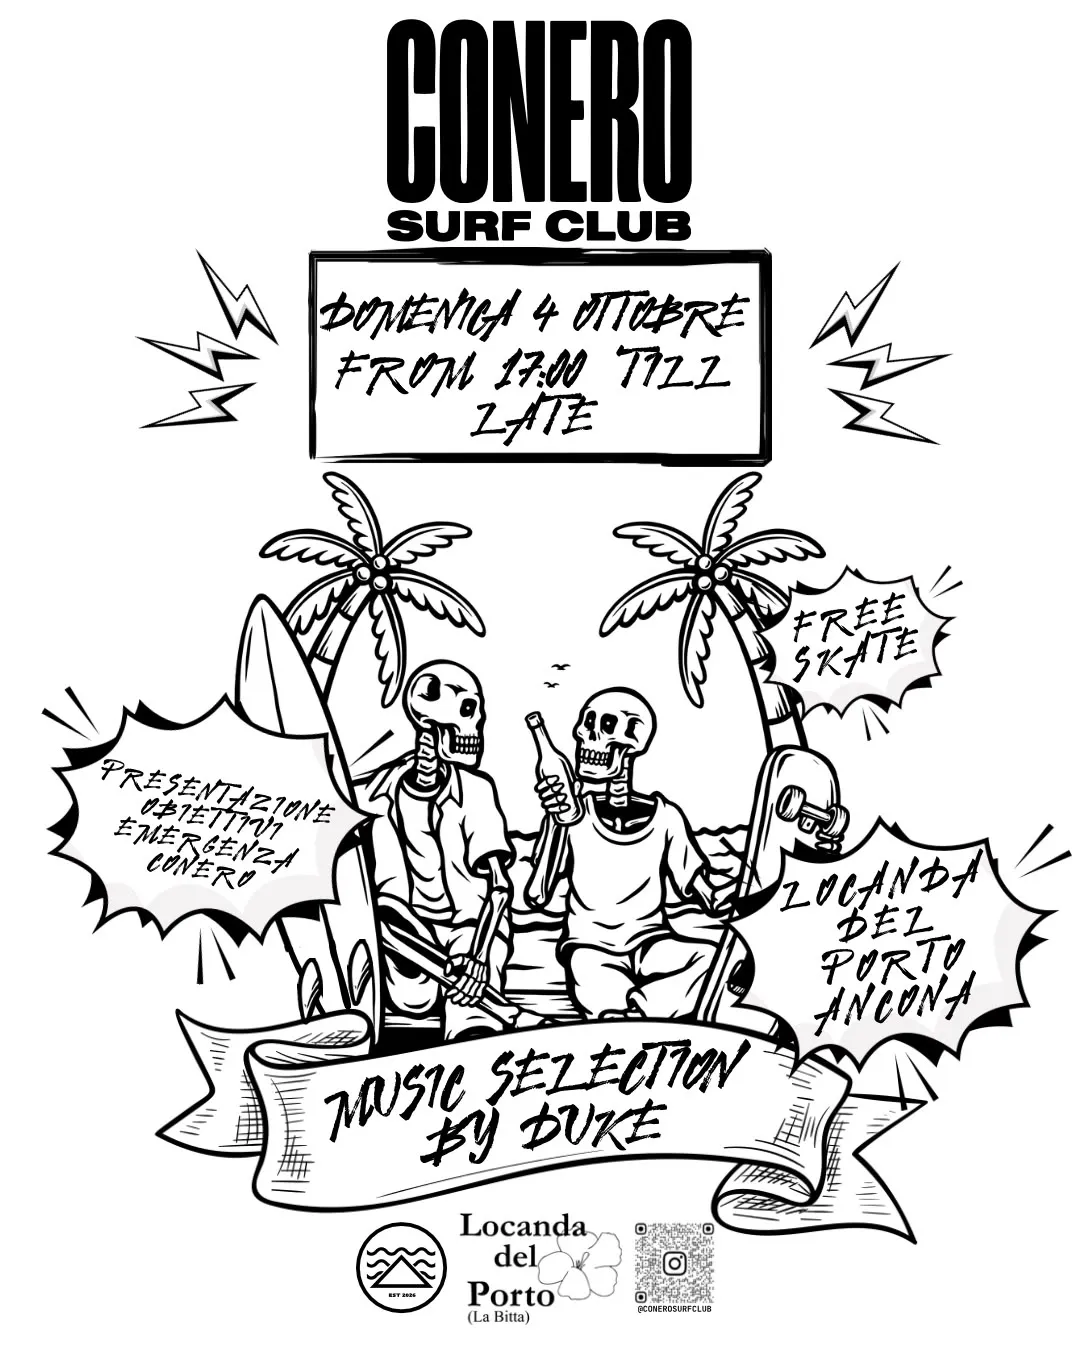 CONERO
SURF CLUB
DOMENICA 4 OTTOBRE
FROM 17:00 TILL
LATE
FREE
SKATE
PRESENTAZIONE
OBIETTIVI
EMERGENZA
CONERO
LOCANDA
DEL
PORTO
ANCONA
MUSIC SELECTION
BY DUKE
EST 2026
Locanda
del
Porto
(La Bitta)
@CONEROSURFCLUB